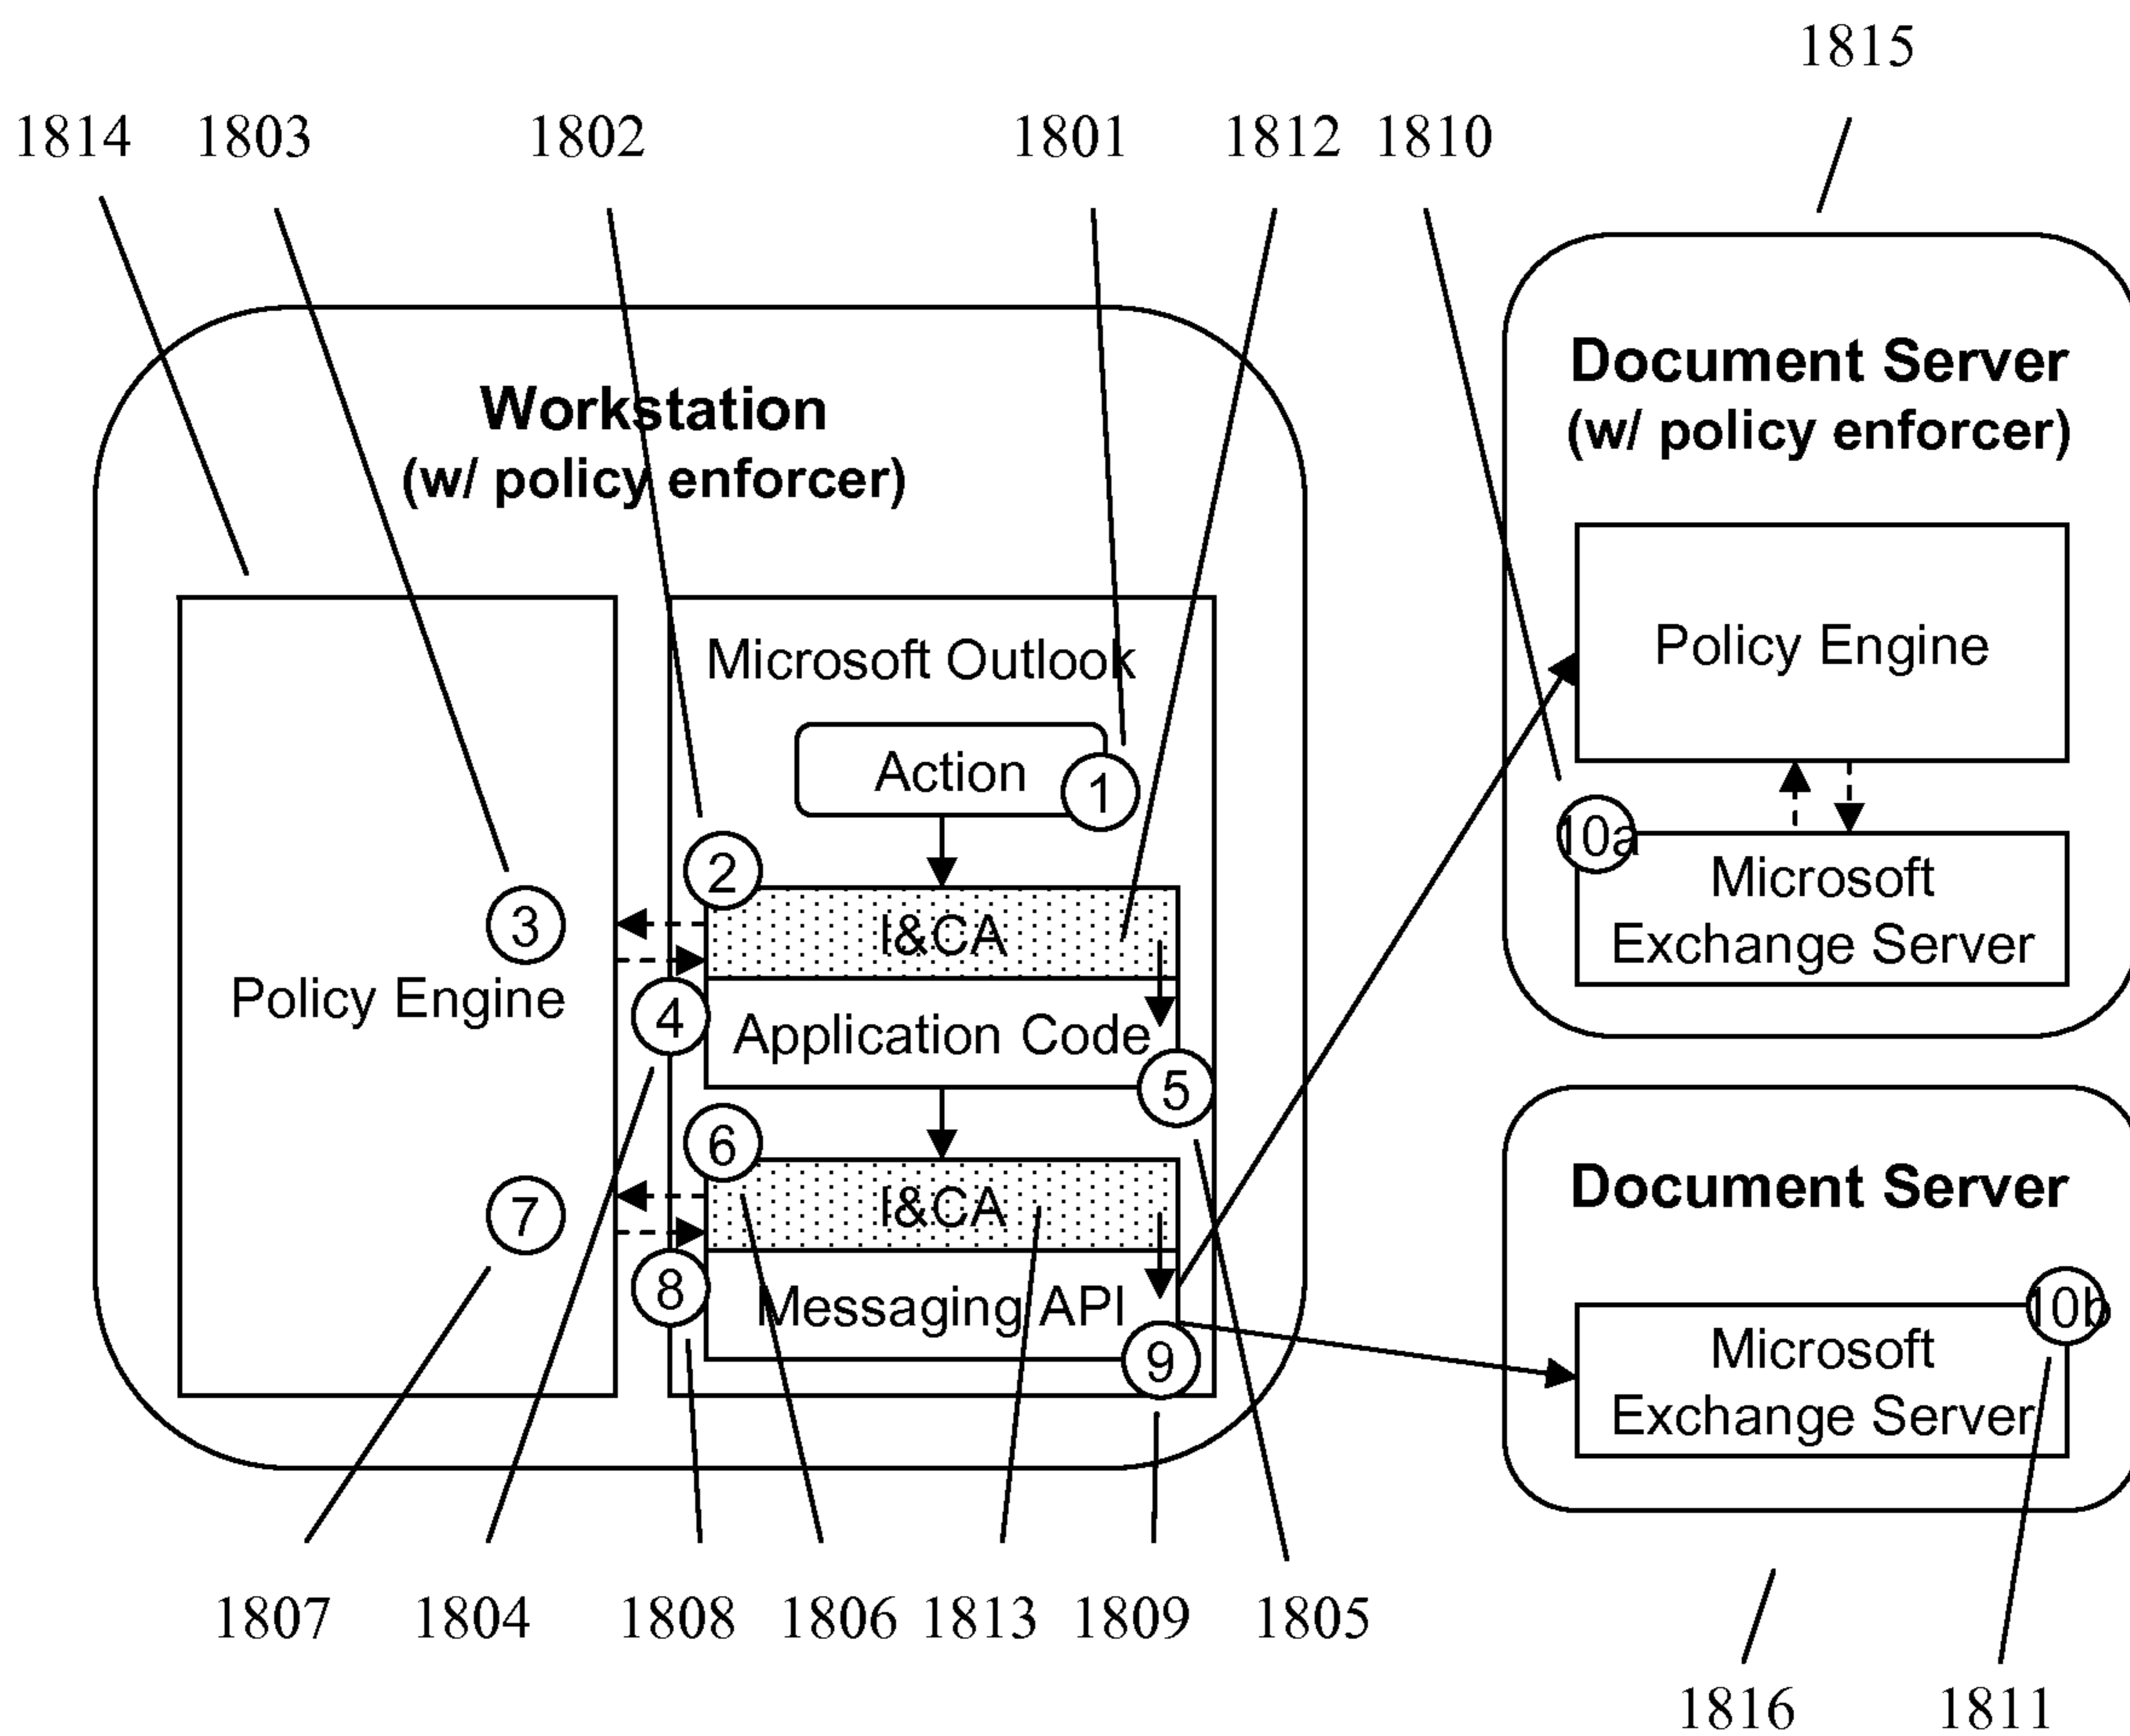 1815
1814 1803 1802 1801 1812 1810
Workstation
(w/ policy enforcer)
Document Server
(w/ policy enforcer)
Policy Engine
Microsoft Outlook
Action
1
2
I&CA
3
4
Application Code
5
6
I&CA
7
8
Messaging API
9
Policy Engine
10a
Microsoft
Exchange Server
Document Server
10b
Microsoft
Exchange Server
1807 1804 1808 1806 1813 1809 1805
1816 1811